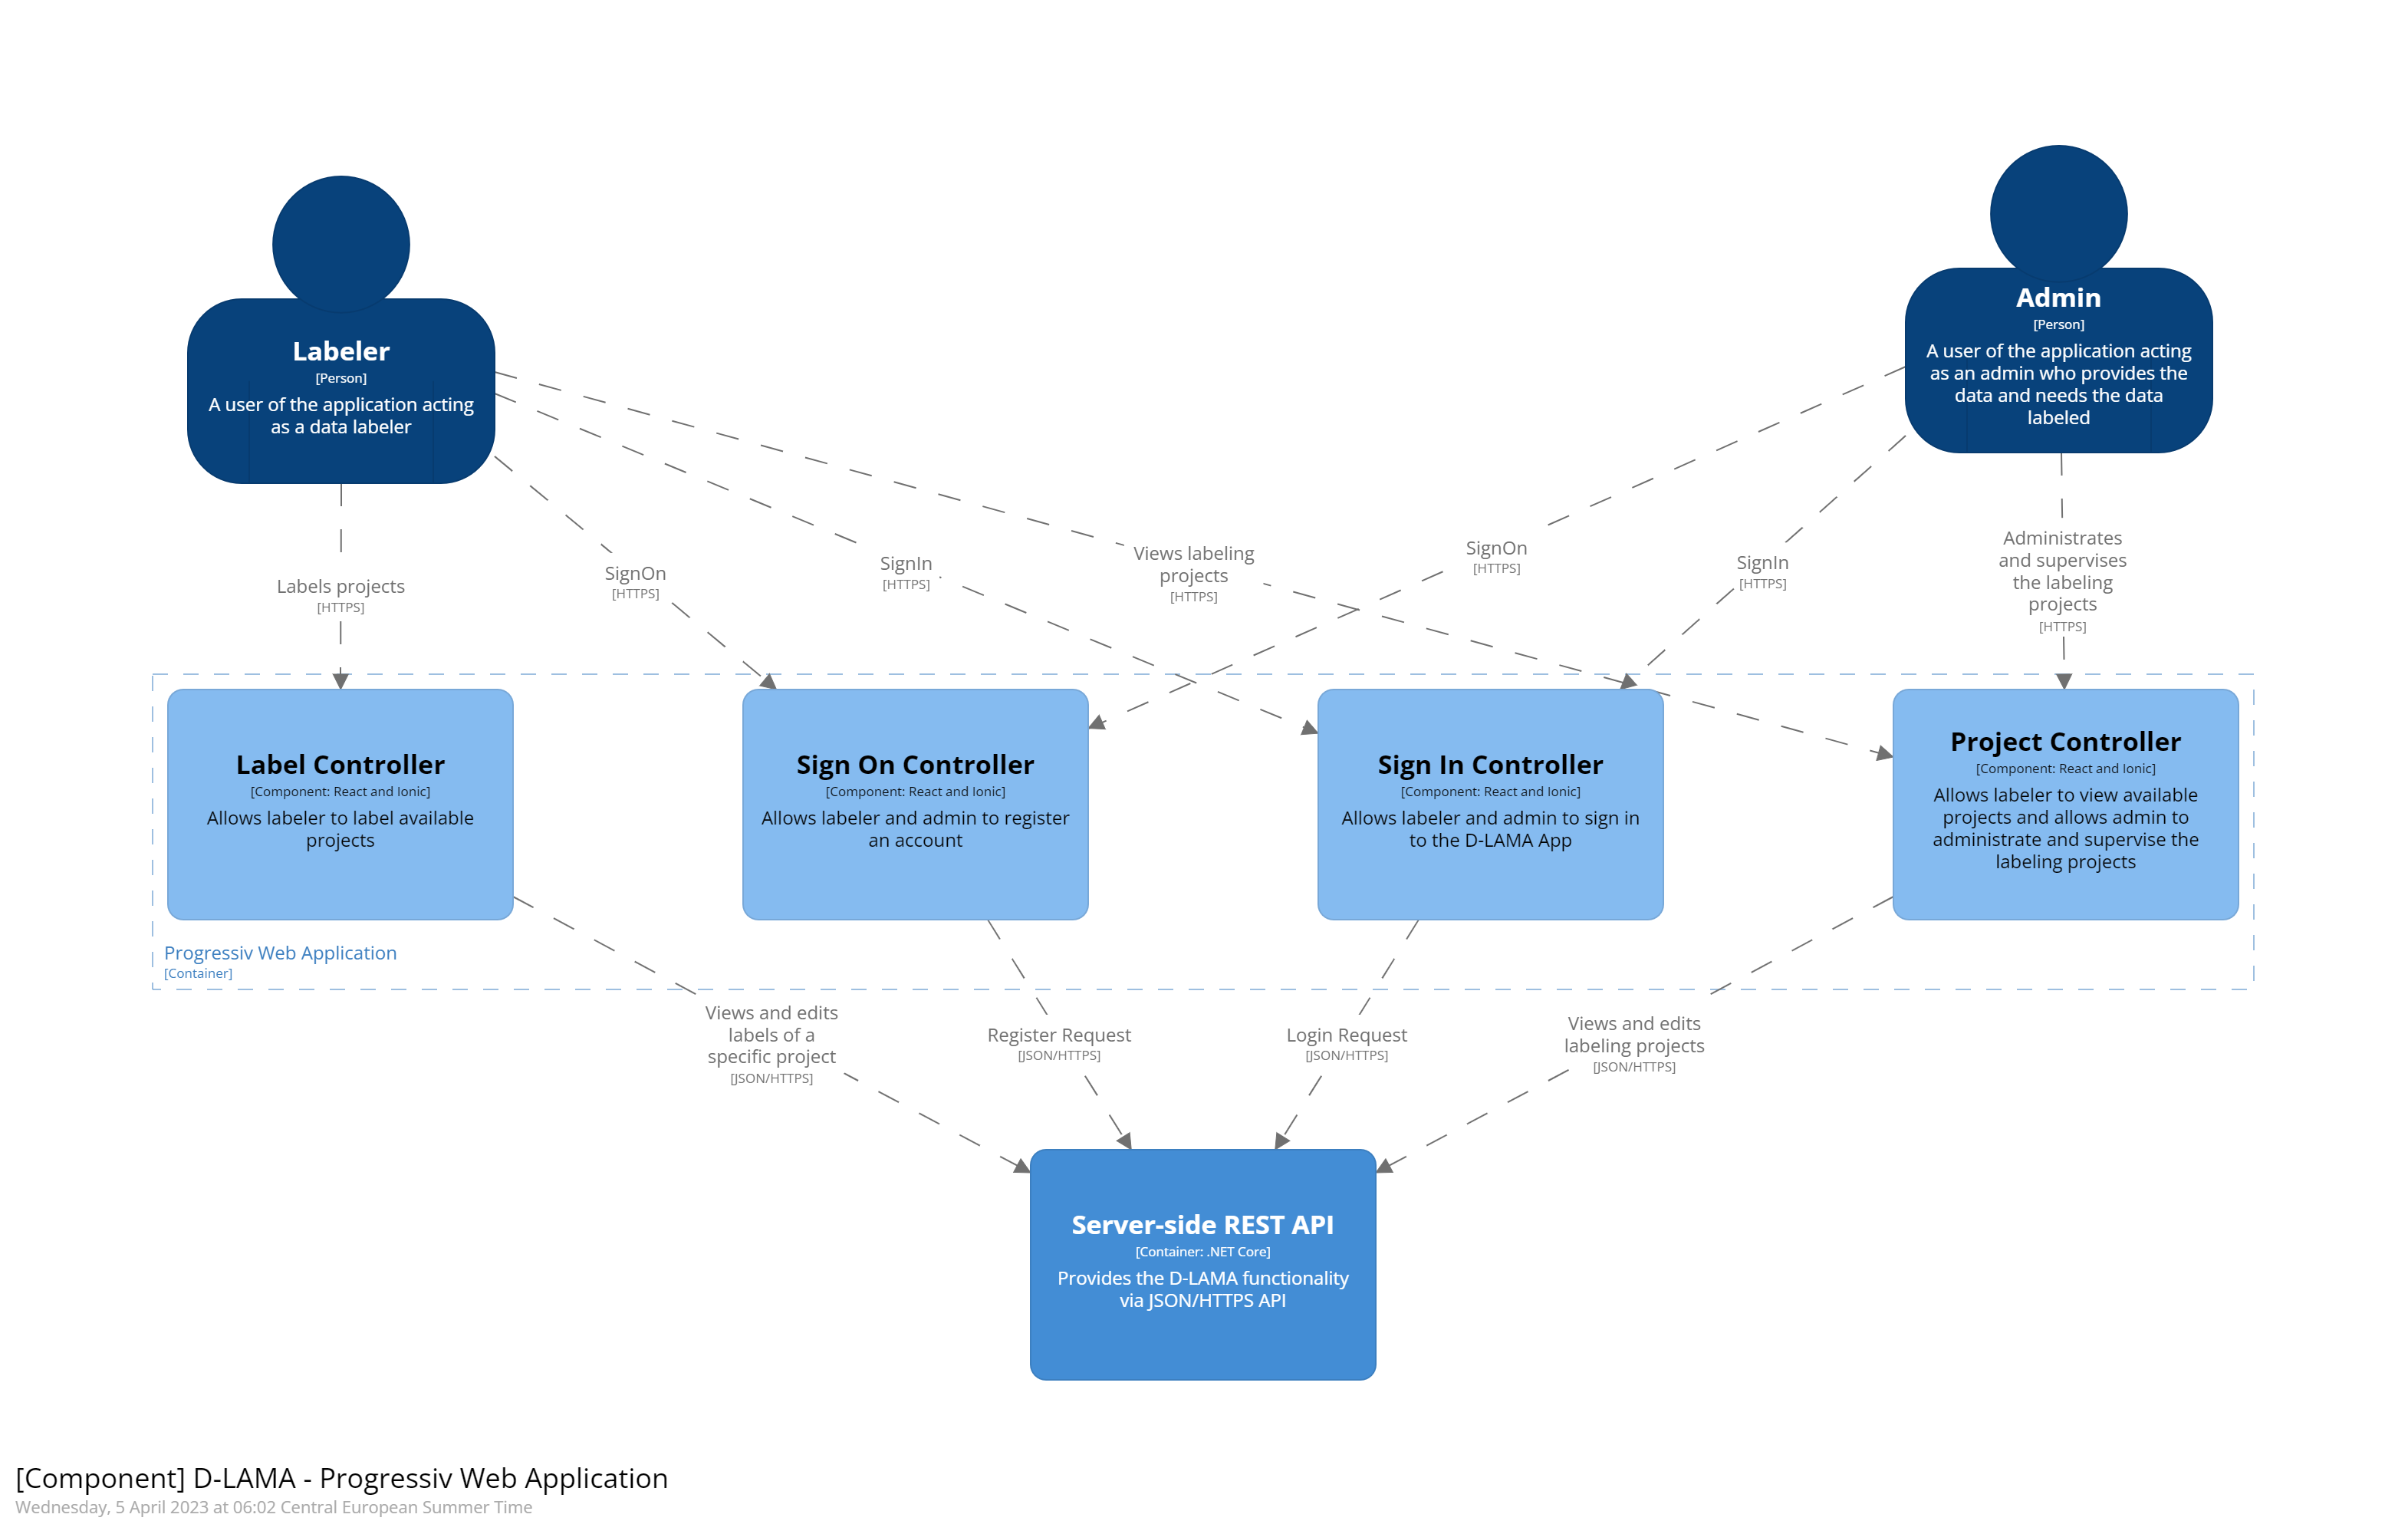 Labeler
[Person]
A user of the application acting
as a data labeler
Admin
[Person]
A user of the application acting
as an admin who provides the
data and needs the data
labeled
Labels projects
[HTTPS]
SignOn
[HTTPS]
SignIn
[HTTPS]
Views labeling
projects
[HTTPS]
SignOn
[HTTPS]
SignIn
[HTTPS]
Administrates
and supervises
the labeling
projects
[HTTPS]
Label Controller
[Component: React and Ionic]
Allows labeler to label available
projects
Sign On Controller
[Component: React and Ionic]
Allows labeler and admin to register
an account
Sign In Controller
[Component: React and Ionic]
Allows labeler and admin to sign in
to the D-LAMA App
Project Controller
[Component: React and Ionic]
Allows labeler to view available
projects and allows admin to
administrate and supervise the
labeling projects
Progressiv Web Application
[Container]
Views and edits
labels of a
specific project
[JSON/HTTPS]
Register Request
[JSON/HTTPS]
Login Request
[JSON/HTTPS]
Views and edits
labeling projects
[JSON/HTTPS]
Server-side REST API
[Container: .NET Core]
Provides the D-LAMA functionality
via JSON/HTTPS API
[Component] D-LAMA - Progressiv Web Application
Wednesday, 5 April 2023 at 06:02 Central European Summer Time